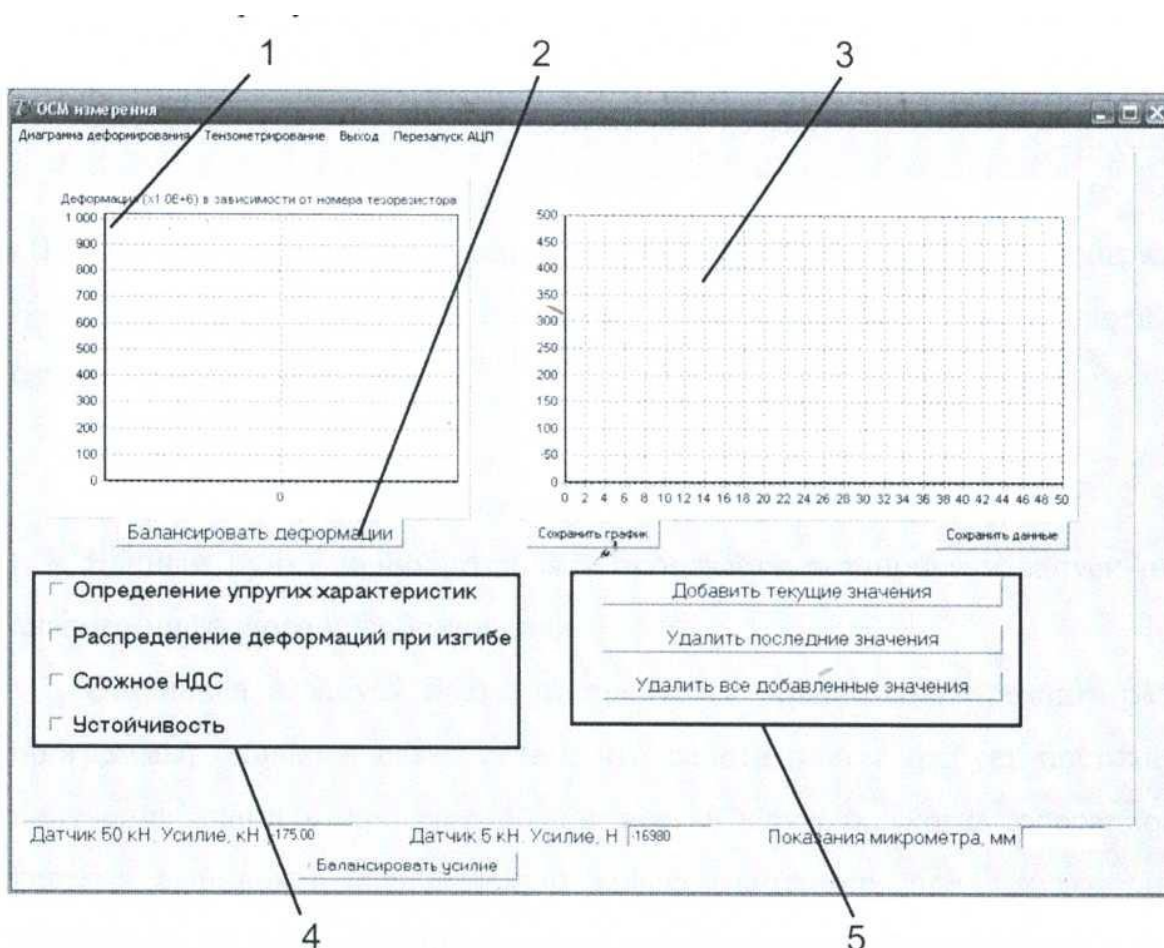 1 2 3
ОСМ измерения
Диаграмма деформирования Тензометрирование Выход Перезапуск АЦП
Деформация (x1.0E+6) в зависимости от номера тезорезистора
1 000
900
800
700
600
500
400
300
200
100
0
0
500
450
400
350
300
250
200
150
100
50
0
0 2 4 6 8 10 12 14 16 18 20 22 24 26 28 30 32 34 36 38 40 42 44 46 48 50
Балансировать деформации
Сохранить график
Сохранить данные
Определение упругих характеристик
Распределение деформаций при изгибе
Сложное НДС
Устойчивость
Добавить текущие значения
Удалить последние значения
Удалить все добавленные значения
Датчик 50 кН. Усилие, кН -175.00 Датчик 5 кН. Усилие, Н -16980 Показания микрометра, мм
Балансировать усилие
4 5